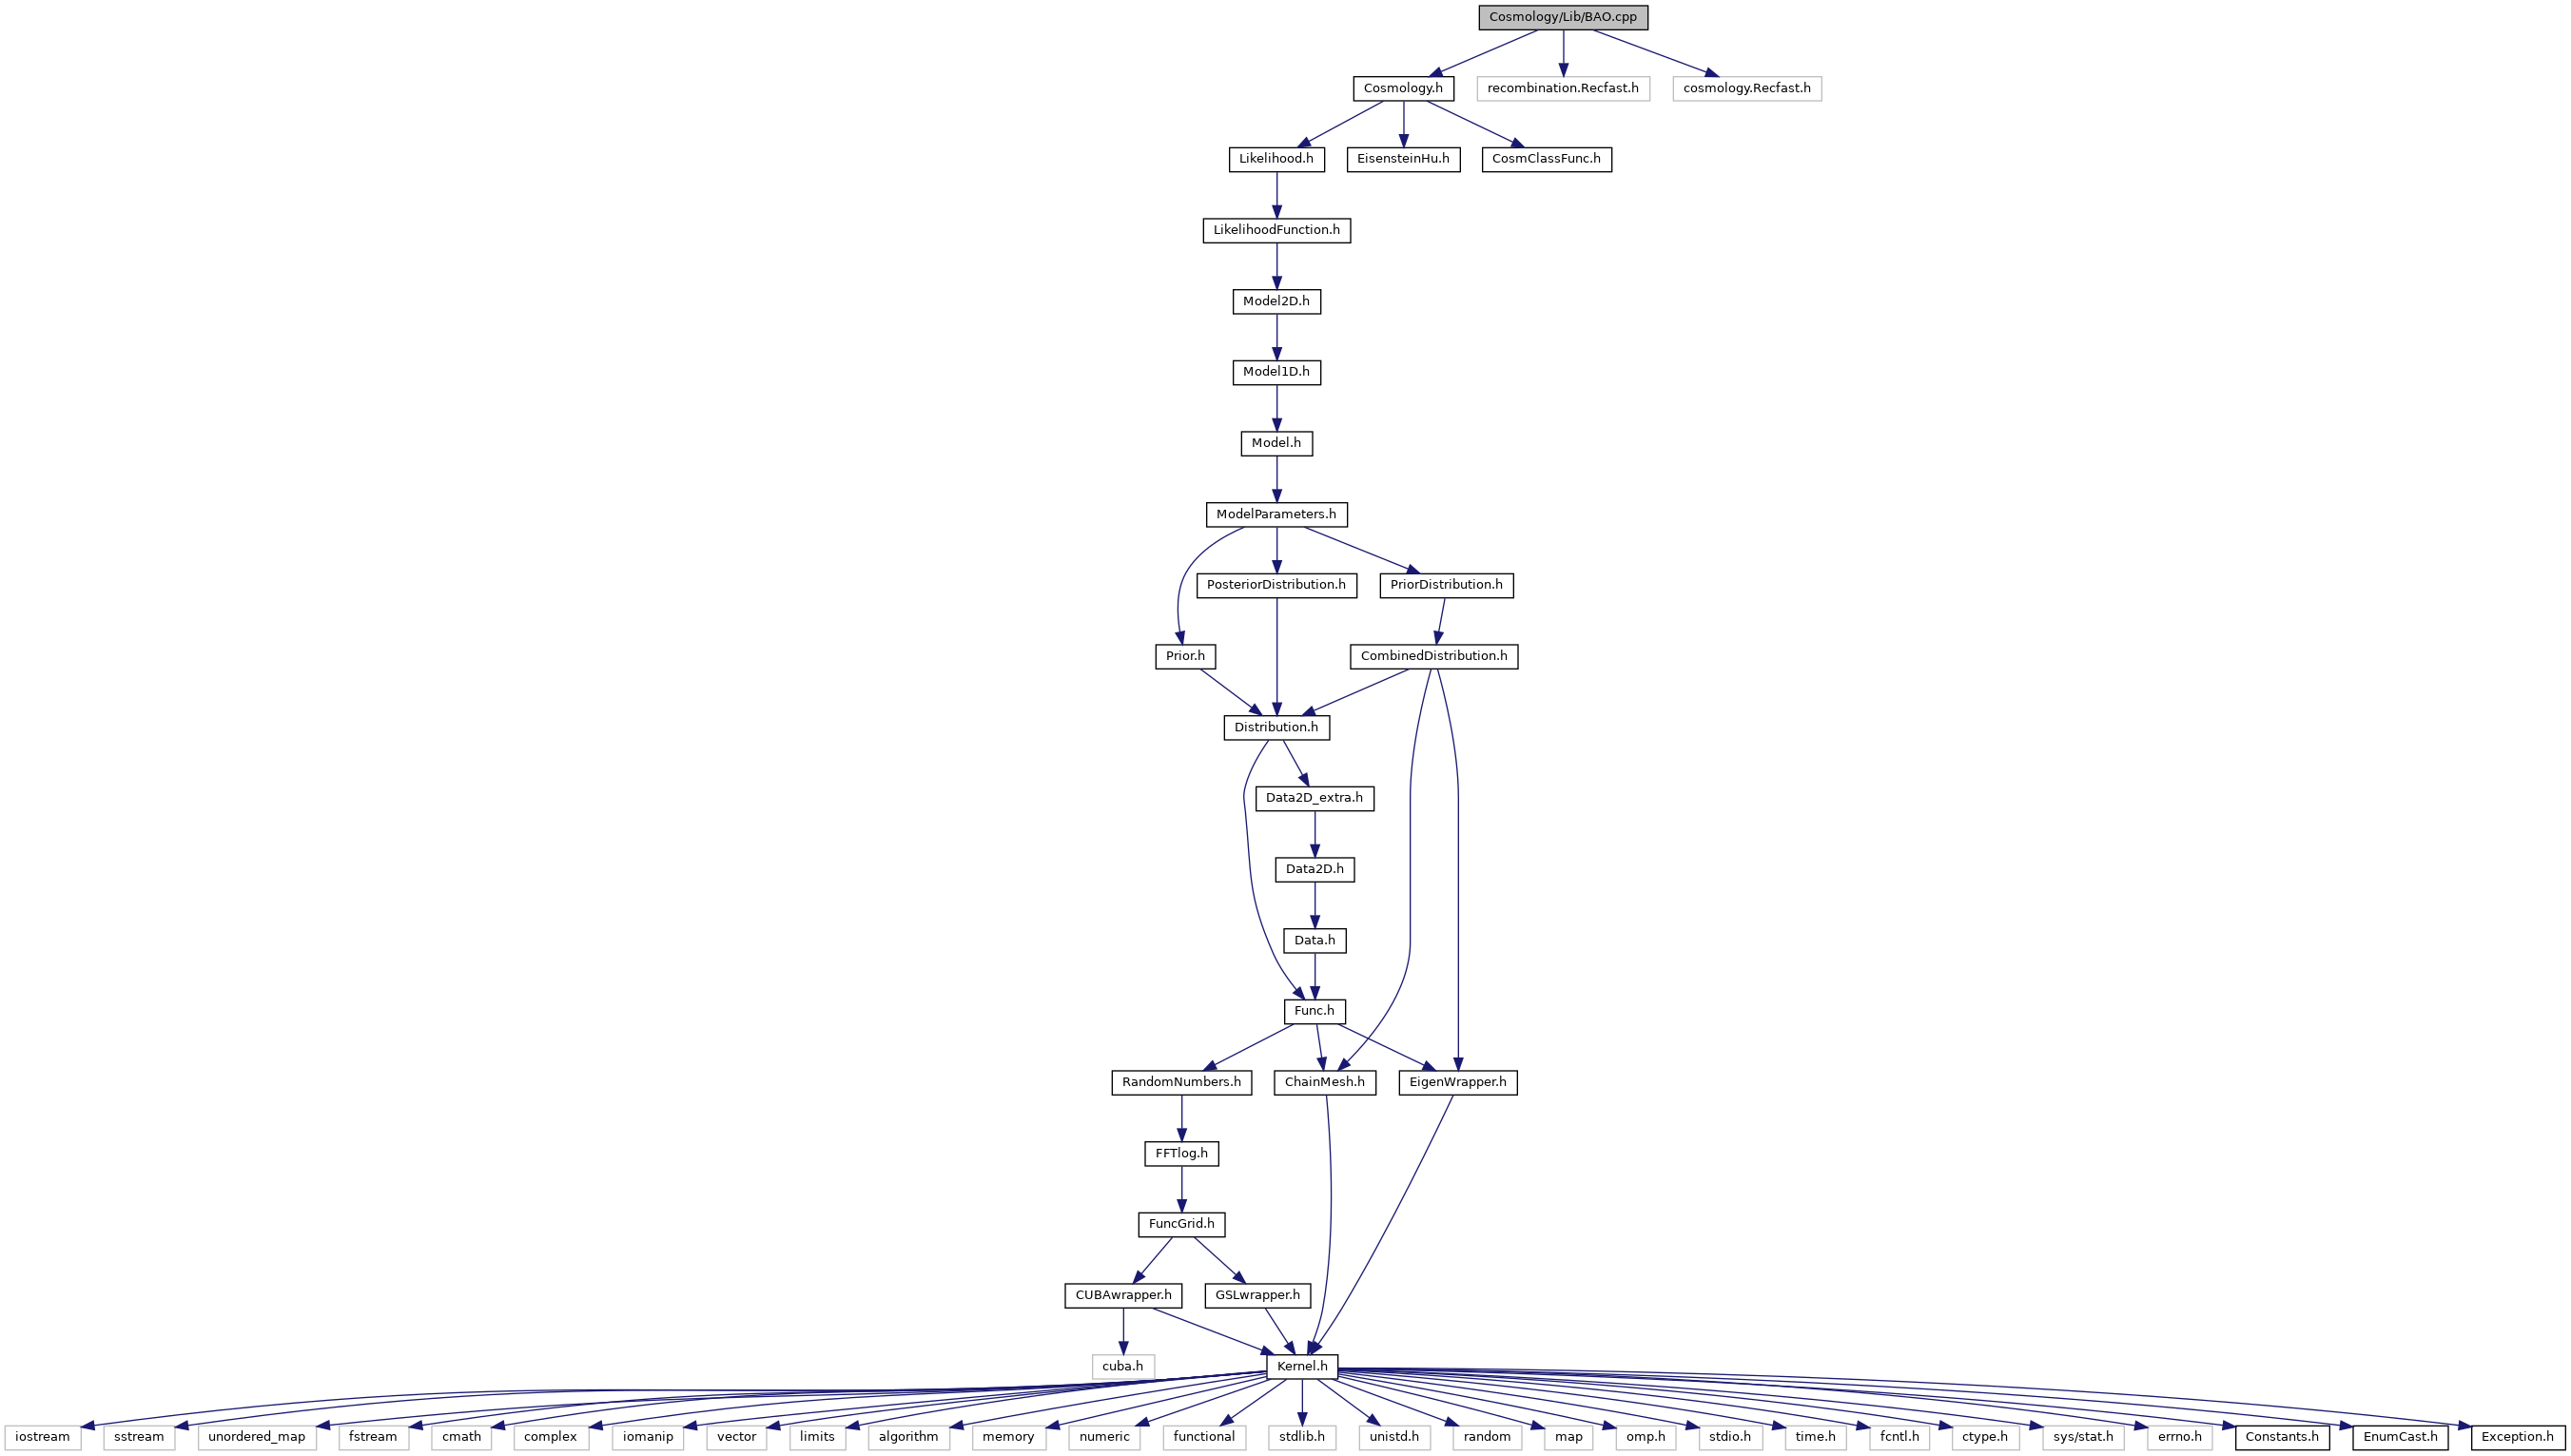 Cosmology/Lib/BAO.cpp
Cosmology.h
recombination.Recfast.h
cosmology.Recfast.h
Likelihood.h
EisensteinHu.h
CosmClassFunc.h
LikelihoodFunction.h
Model2D.h
Model1D.h
Model.h
ModelParameters.h
PosteriorDistribution.h
PriorDistribution.h
Prior.h
CombinedDistribution.h
Distribution.h
Data2D_extra.h
Data2D.h
Data.h
Func.h
RandomNumbers.h
ChainMesh.h
EigenWrapper.h
FFTlog.h
FuncGrid.h
CUBAwrapper.h
GSLwrapper.h
cuba.h
Kernel.h
iostream
sstream
unordered_map
fstream
cmath
complex
iomanip
vector
limits
algorithm
memory
numeric
functional
stdlib.h
unistd.h
random
map
omp.h
stdio.h
time.h
fcntl.h
ctype.h
sys/stat.h
errno.h
Constants.h
EnumCast.h
Exception.h